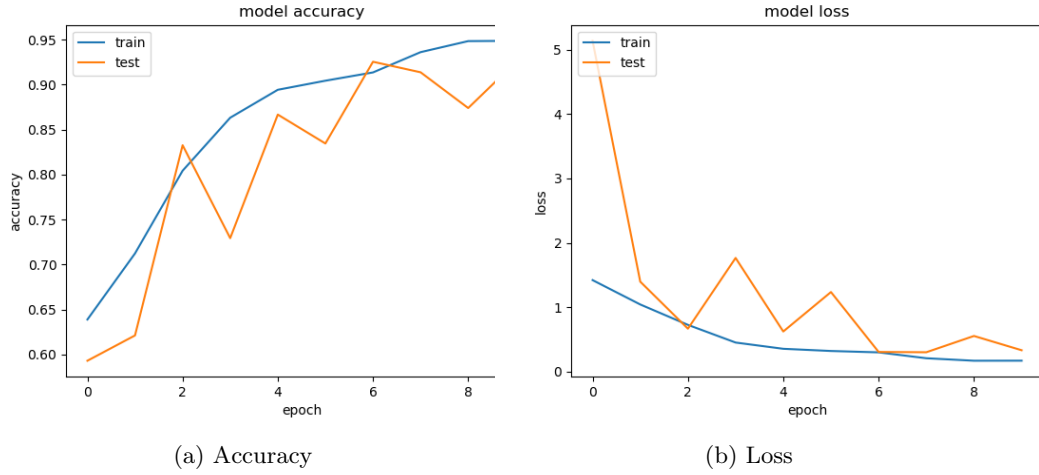 model accuracy
train
test
0.95
0.90
0.85
0.80
0.75
0.70
0.65
0.60
accuracy
0 2 4 6 8
epoch
(a) Accuracy
model loss
train
test
5
4
3
2
1
0
loss
0 2 4 6 8
epoch
(b) Loss